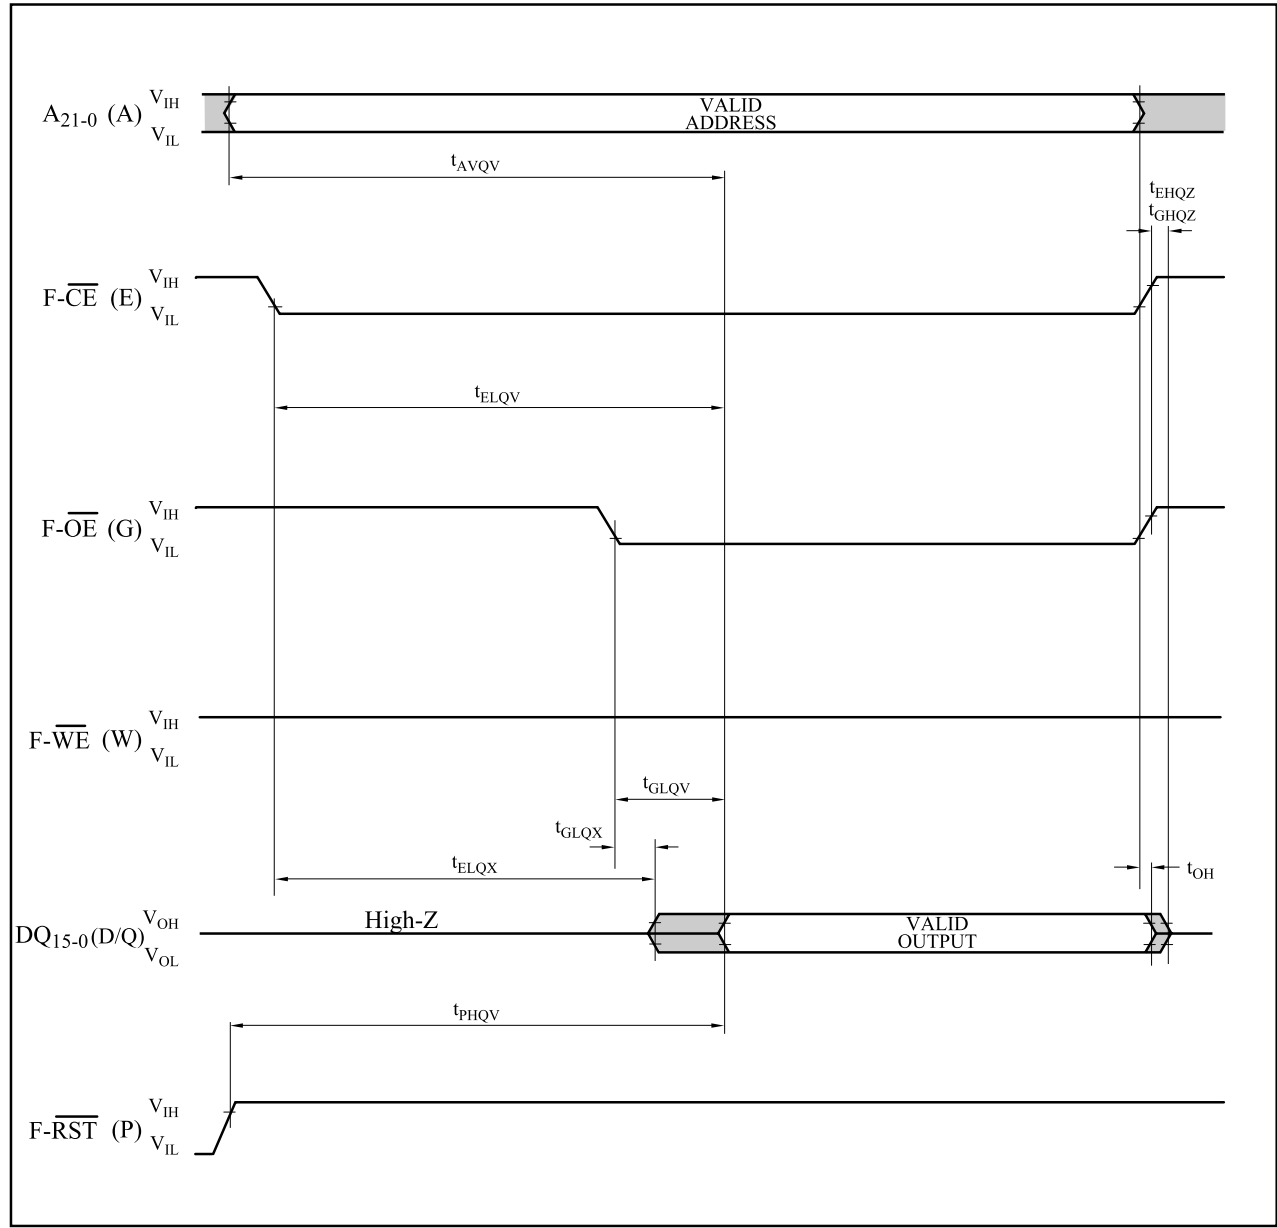 A21-0 (A) VIH
VIL
VALID
ADDRESS
tAVQV
tEHQZ
tGHQZ
F-CE (E) VIH
VIL
tELQV
F-OE (G) VIH
VIL
F-WE (W) VIH
VIL
tGLQV
tGLQX
tELQX
tOH
DQ15-0 (D/Q) VOH
VOL
High-Z
VALID
OUTPUT
tPHQV
F-RST (P) VIH
VIL